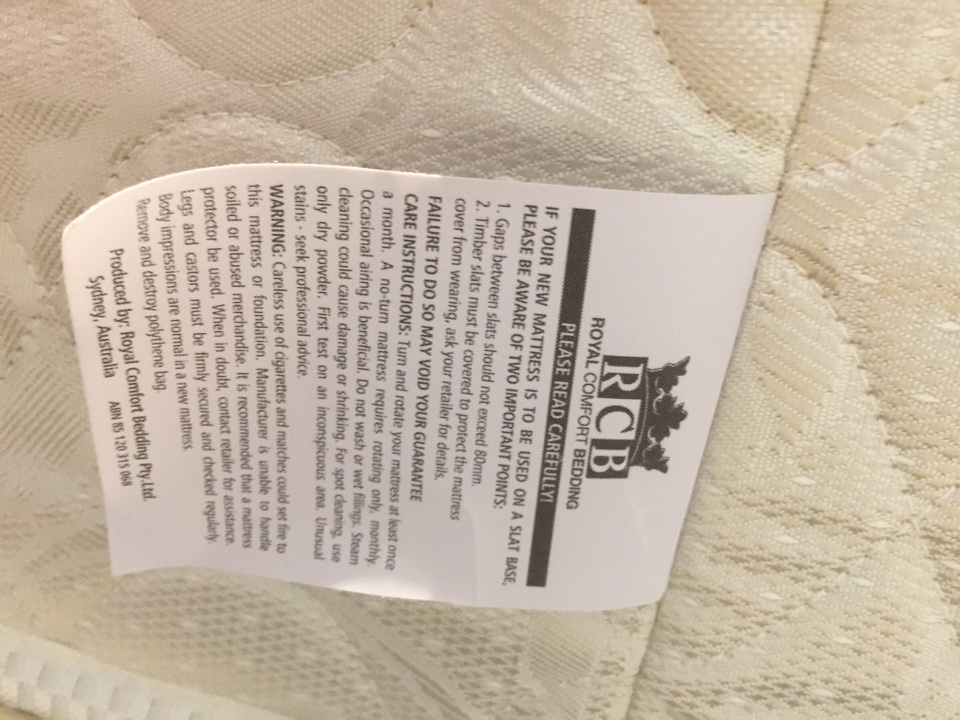 RCB
ROYAL COMFORT BEDDING
PLEASE READ CAREFULLY!
IF YOUR NEW MATTRESS IS TO BE USED ON A SLAT BASE,
PLEASE BE AWARE OF TWO IMPORTANT POINTS:
1. Gaps between slats should not exceed 80mm.
2. Timber slats must be covered to protect the mattress
cover from wearing, ask your retailer for details.
FAILURE TO DO SO MAY VOID YOUR GUARANTEE
CARE INSTRUCTIONS: Turn and rotate your mattress at least once
a month. A no-turn mattress requires rotating only, monthly.
Occasional airing is beneficial. Do not wash or wet fillings. Steam
cleaning could cause damage or shrinking. For spot cleaning, use
only dry powder. First test on an inconspicuous area. Unusual
stains - seek professional advice.
WARNING: Careless use of cigarettes and matches could set fire to
this mattress or foundation. Manufacturer is unable to handle
soiled or abused merchandise. It is recommended that a mattress
protector be used. When in doubt, contact retailer for assistance.
Legs and castors must be firmly secured and checked regularly.
Body impressions are normal in a new mattress.
Remove and destroy polythene bag.
Produced by: Royal Comfort Bedding Pty.Ltd.
Sydney, Australia ABN 85 120 315 068